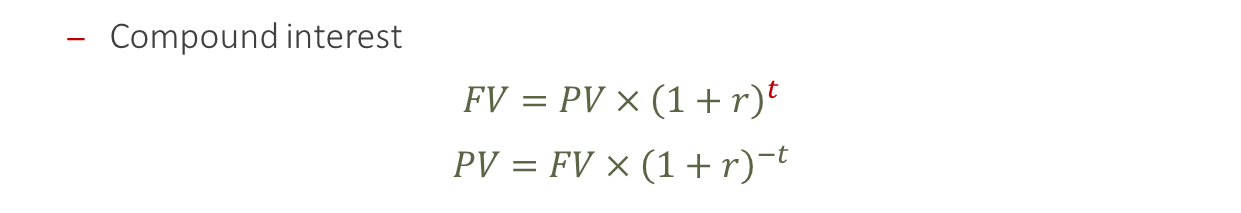 – Compound interest
FV = PV × (1 + r)^t
PV = FV × (1 + r)^−t